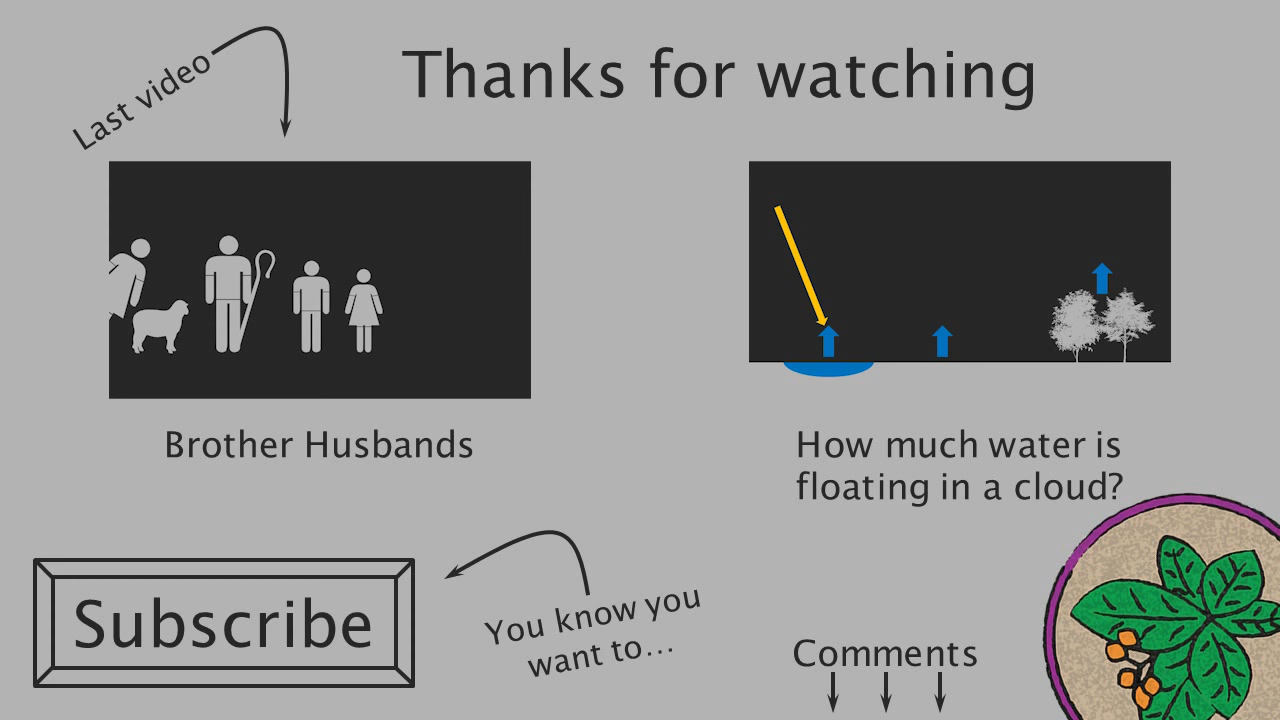 Last video
Thanks for watching
Brother Husbands
How much water is
floating in a cloud?
Subscribe
You know you
want to…
Comments